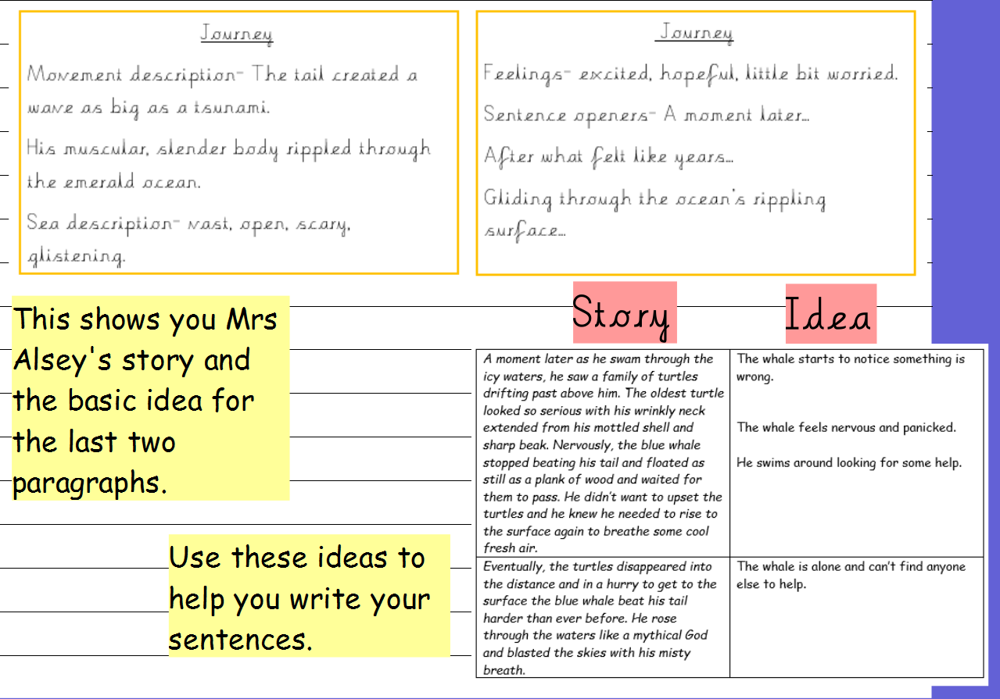 Journey
Movement description- The tail created a
wave as big as a tsunami.
His muscular, slender body rippled through
the emerald ocean.
Sea description- vast, open, scary,
glistening.
Journey
Feelings- excited, hopeful, little bit worried.
Sentence openers- A moment later...
After what felt like years...
Gliding through the ocean's rippling
surface...
This shows you Mrs
Alsey's story and
the basic idea for
the last two
paragraphs.
Use these ideas to
help you write your
sentences.
Story
Idea
A moment later as he swam through the
icy waters, he saw a family of turtles
drifting past above him. The oldest turtle
looked so serious with his wrinkly neck
extended from his mottled shell and
sharp beak. Nervously, the blue whale
stopped beating his tail and floated as
still as a plank of wood and waited for
them to pass. He didn't want to upset the
turtles and he knew he needed to rise to
the surface again to breathe some cool
fresh air.
The whale starts to notice something is
wrong.
The whale feels nervous and panicked.
He swims around looking for some help.
Eventually, the turtles disappeared into
the distance and in a hurry to get to the
surface the blue whale beat his tail
harder than ever before. He rose
through the waters like a mythical God
and blasted the skies with his misty
breath.
The whale is alone and can't find anyone
else to help.